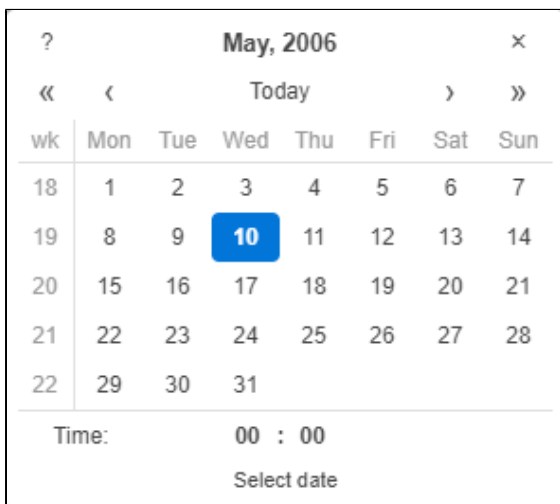 ? May, 2006 ×
« ‹ Today › »
wk Mon Tue Wed Thu Fri Sat Sun
18 1 2 3 4 5 6 7
19 8 9 10 11 12 13 14
20 15 16 17 18 19 20 21
21 22 23 24 25 26 27 28
22 29 30 31
Time: 00 : 00
Select date